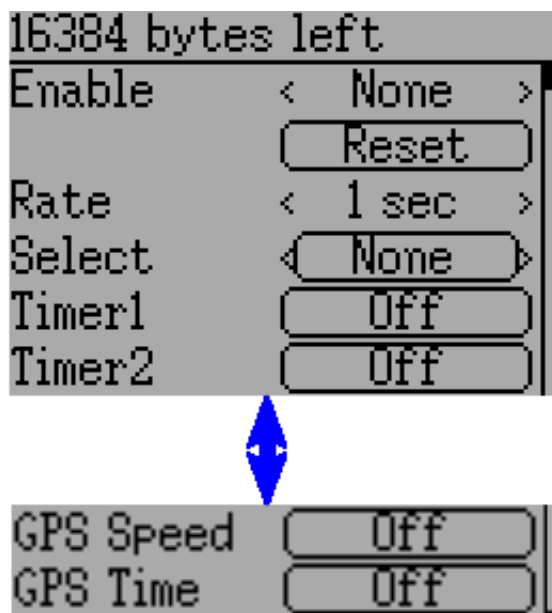 16384 bytes left
Enable < None >
Reset
Rate < 1 sec >
Select None
Timer1 Off
Timer2 Off
GPS Speed Off
GPS Time Off